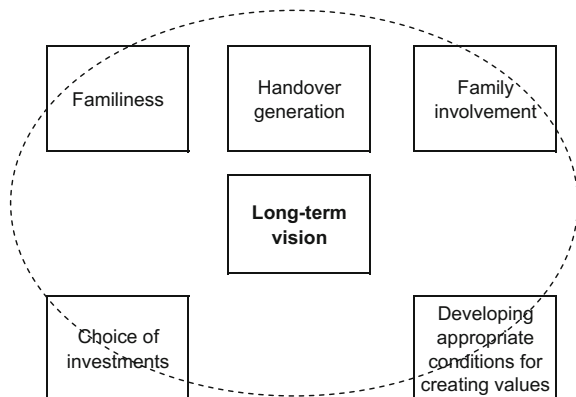 Familiness
Handover
generation
Family
involvement
Long-term
vision
Choice of
investments
Developing
appropriate
conditions for
creating values